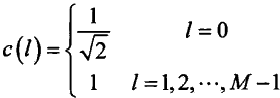 c(l) = { 1/√2 l = 0
1 l = 1, 2, ⋯, M − 1